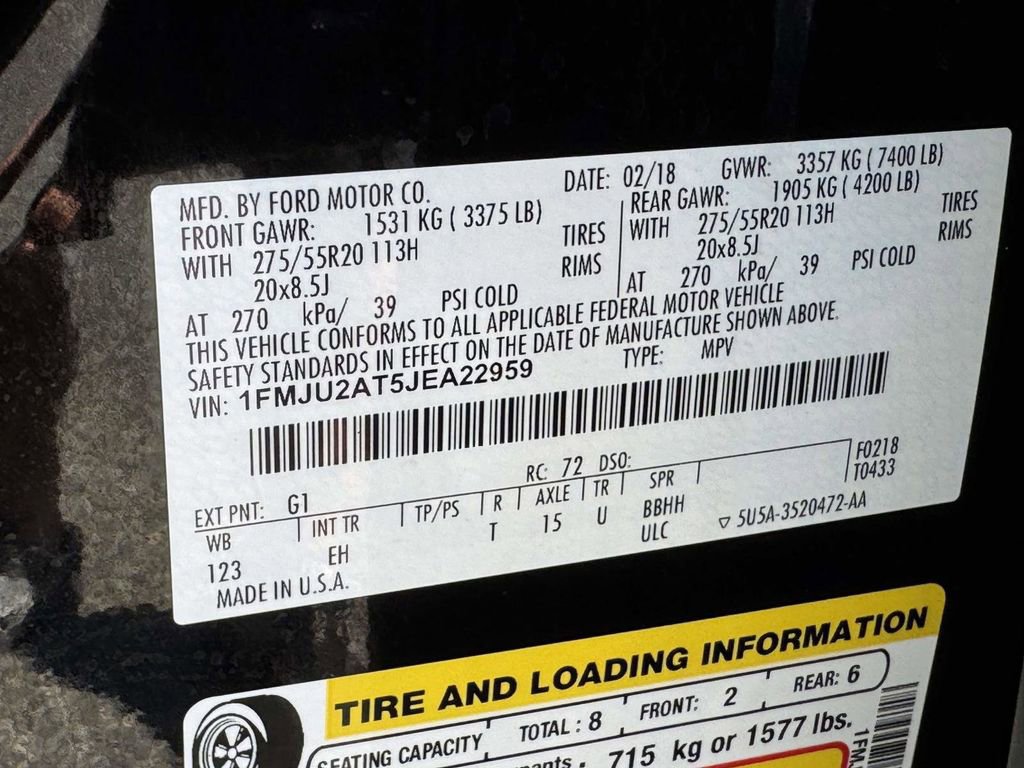 MFD. BY FORD MOTOR CO. DATE: 02/18 GVWR: 3357 KG ( 7400 LB)
FRONT GAWR: 1531 KG ( 3375 LB) REAR GAWR: 1905 KG ( 4200 LB)
WITH 275/55R20 113H TIRES WITH 275/55R20 113H TIRES
20x8.5J RIMS 20x8.5J RIMS
AT 270 kPa/ 39 PSI COLD AT 270 kPa/ 39 PSI COLD
THIS VEHICLE CONFORMS TO ALL APPLICABLE FEDERAL MOTOR VEHICLE
SAFETY STANDARDS IN EFFECT ON THE DATE OF MANUFACTURE SHOWN ABOVE.
VIN: 1FMJU2AT5JEA22959 TYPE: MPV
F0218
T0433
EXT PNT: G1 RC: 72 DSO:
WB INT TR TP/PS R AXLE TR SPR
123 EH T 15 U BBHH
ULC
▽ 5U5A-3520472-AA
MADE IN U.S.A.
TIRE AND LOADING INFORMATION
SEATING CAPACITY TOTAL : 8 FRONT: 2 REAR: 6
715 kg or 1577 lbs.
1FM